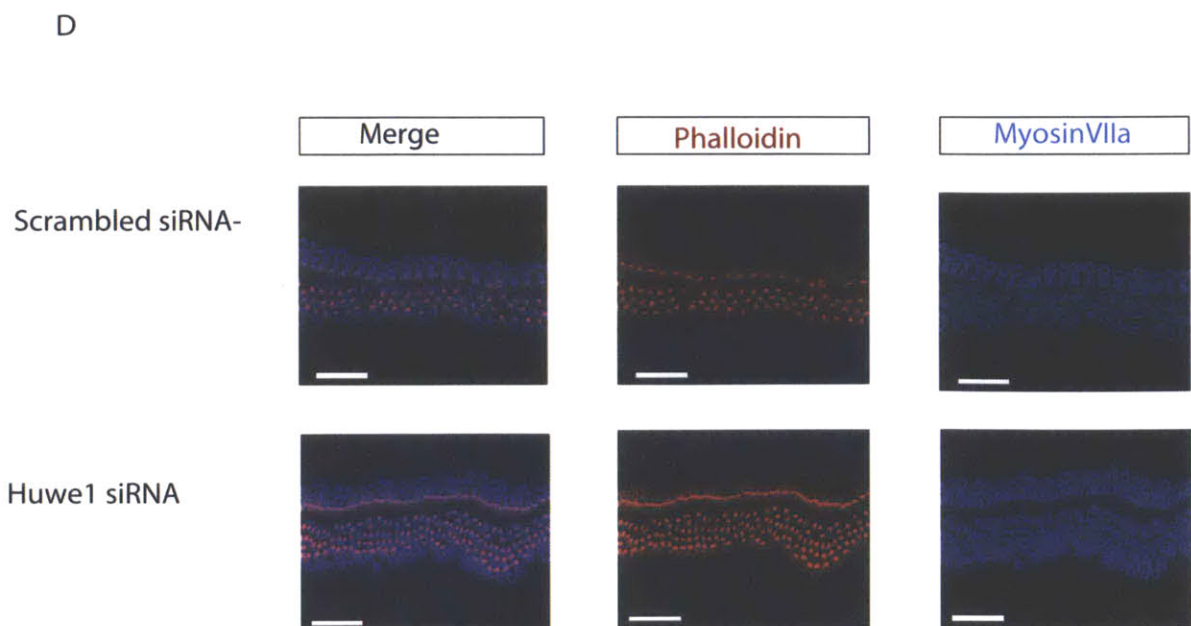 D
Merge
Phalloidin
MyosinVIIa
Scrambled siRNA-
Huwe1 siRNA